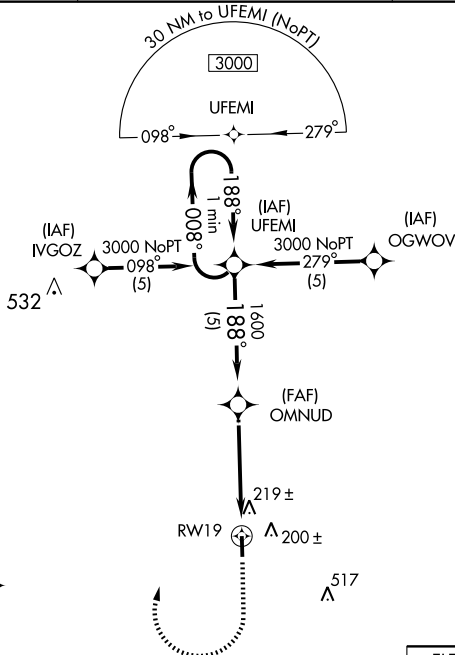 30 NM to UFEMI (NoPT)
3000
UFEMI
098°
279°
188°
1 min
008°
(IAF)
UFEMI
(IAF)
IVGOZ
3000 NoPT
098°
(5)
3000 NoPT
279°
(5)
(IAF)
OGWOV
532
1600
188°
(5)
(FAF)
OMNUD
219 ±
RW19
200 ±
517